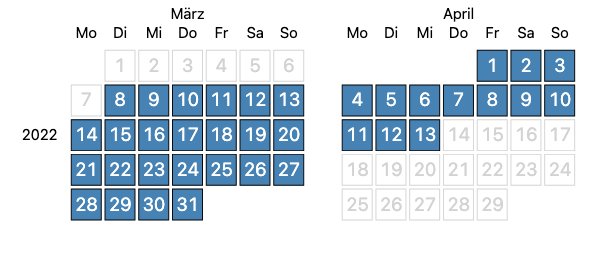 März April
Mo Di Mi Do Fr Sa So Mo Di Mi Do Fr Sa So
1 2 3 4 5 6 1 2 3
7 8 9 10 11 12 13 4 5 6 7 8 9 10
2022 14 15 16 17 18 19 20 11 12 13 14 15 16 17
21 22 23 24 25 26 27 18 19 20 21 22 23 24
28 29 30 31 25 26 27 28 29